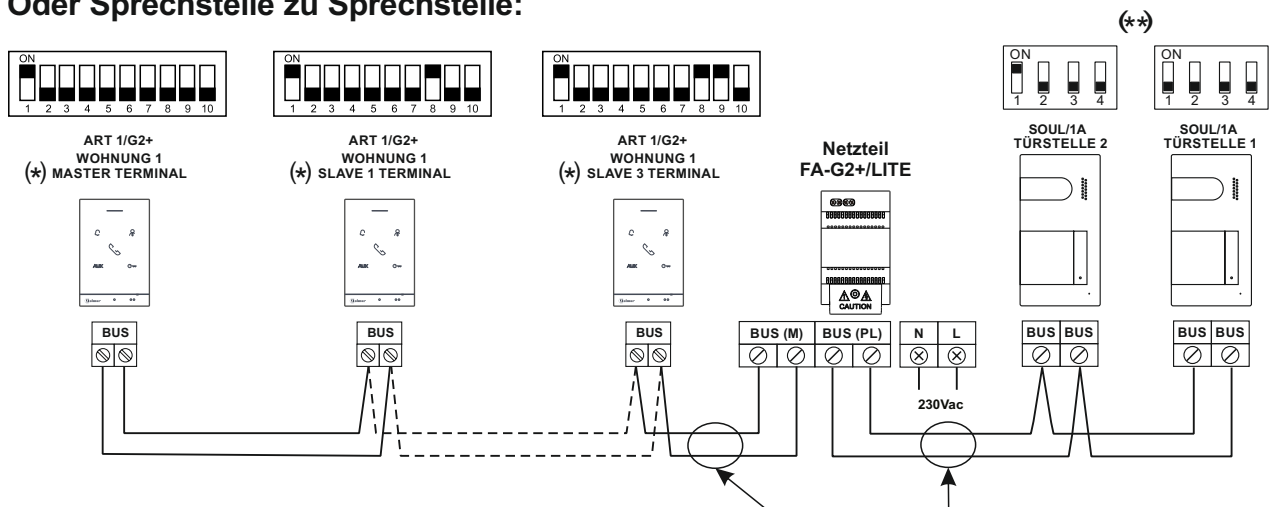 Oder Sprechstelle zu Sprechstelle:
(**)
ON
1 2 3 4 5 6 7 8 9 10
ON
1 2 3 4 5 6 7 8 9 10
ON
1 2 3 4 5 6 7 8 9 10
ON
1 2 3 4
ON
1 2 3 4
ART 1/G2+
WOHNUNG 1
(*) MASTER TERMINAL
ART 1/G2+
WOHNUNG 1
(*) SLAVE 1 TERMINAL
ART 1/G2+
WOHNUNG 1
(*) SLAVE 3 TERMINAL
Netzteil
FA-G2+/LITE
SOUL/1A
TÜRSTELLE 2
SOUL/1A
TÜRSTELLE 1
AUX
AUX
AUX
CAUTION
BUS
BUS
BUS
BUS (M)
BUS (PL)
N
L
BUS BUS
BUS BUS
230Vac